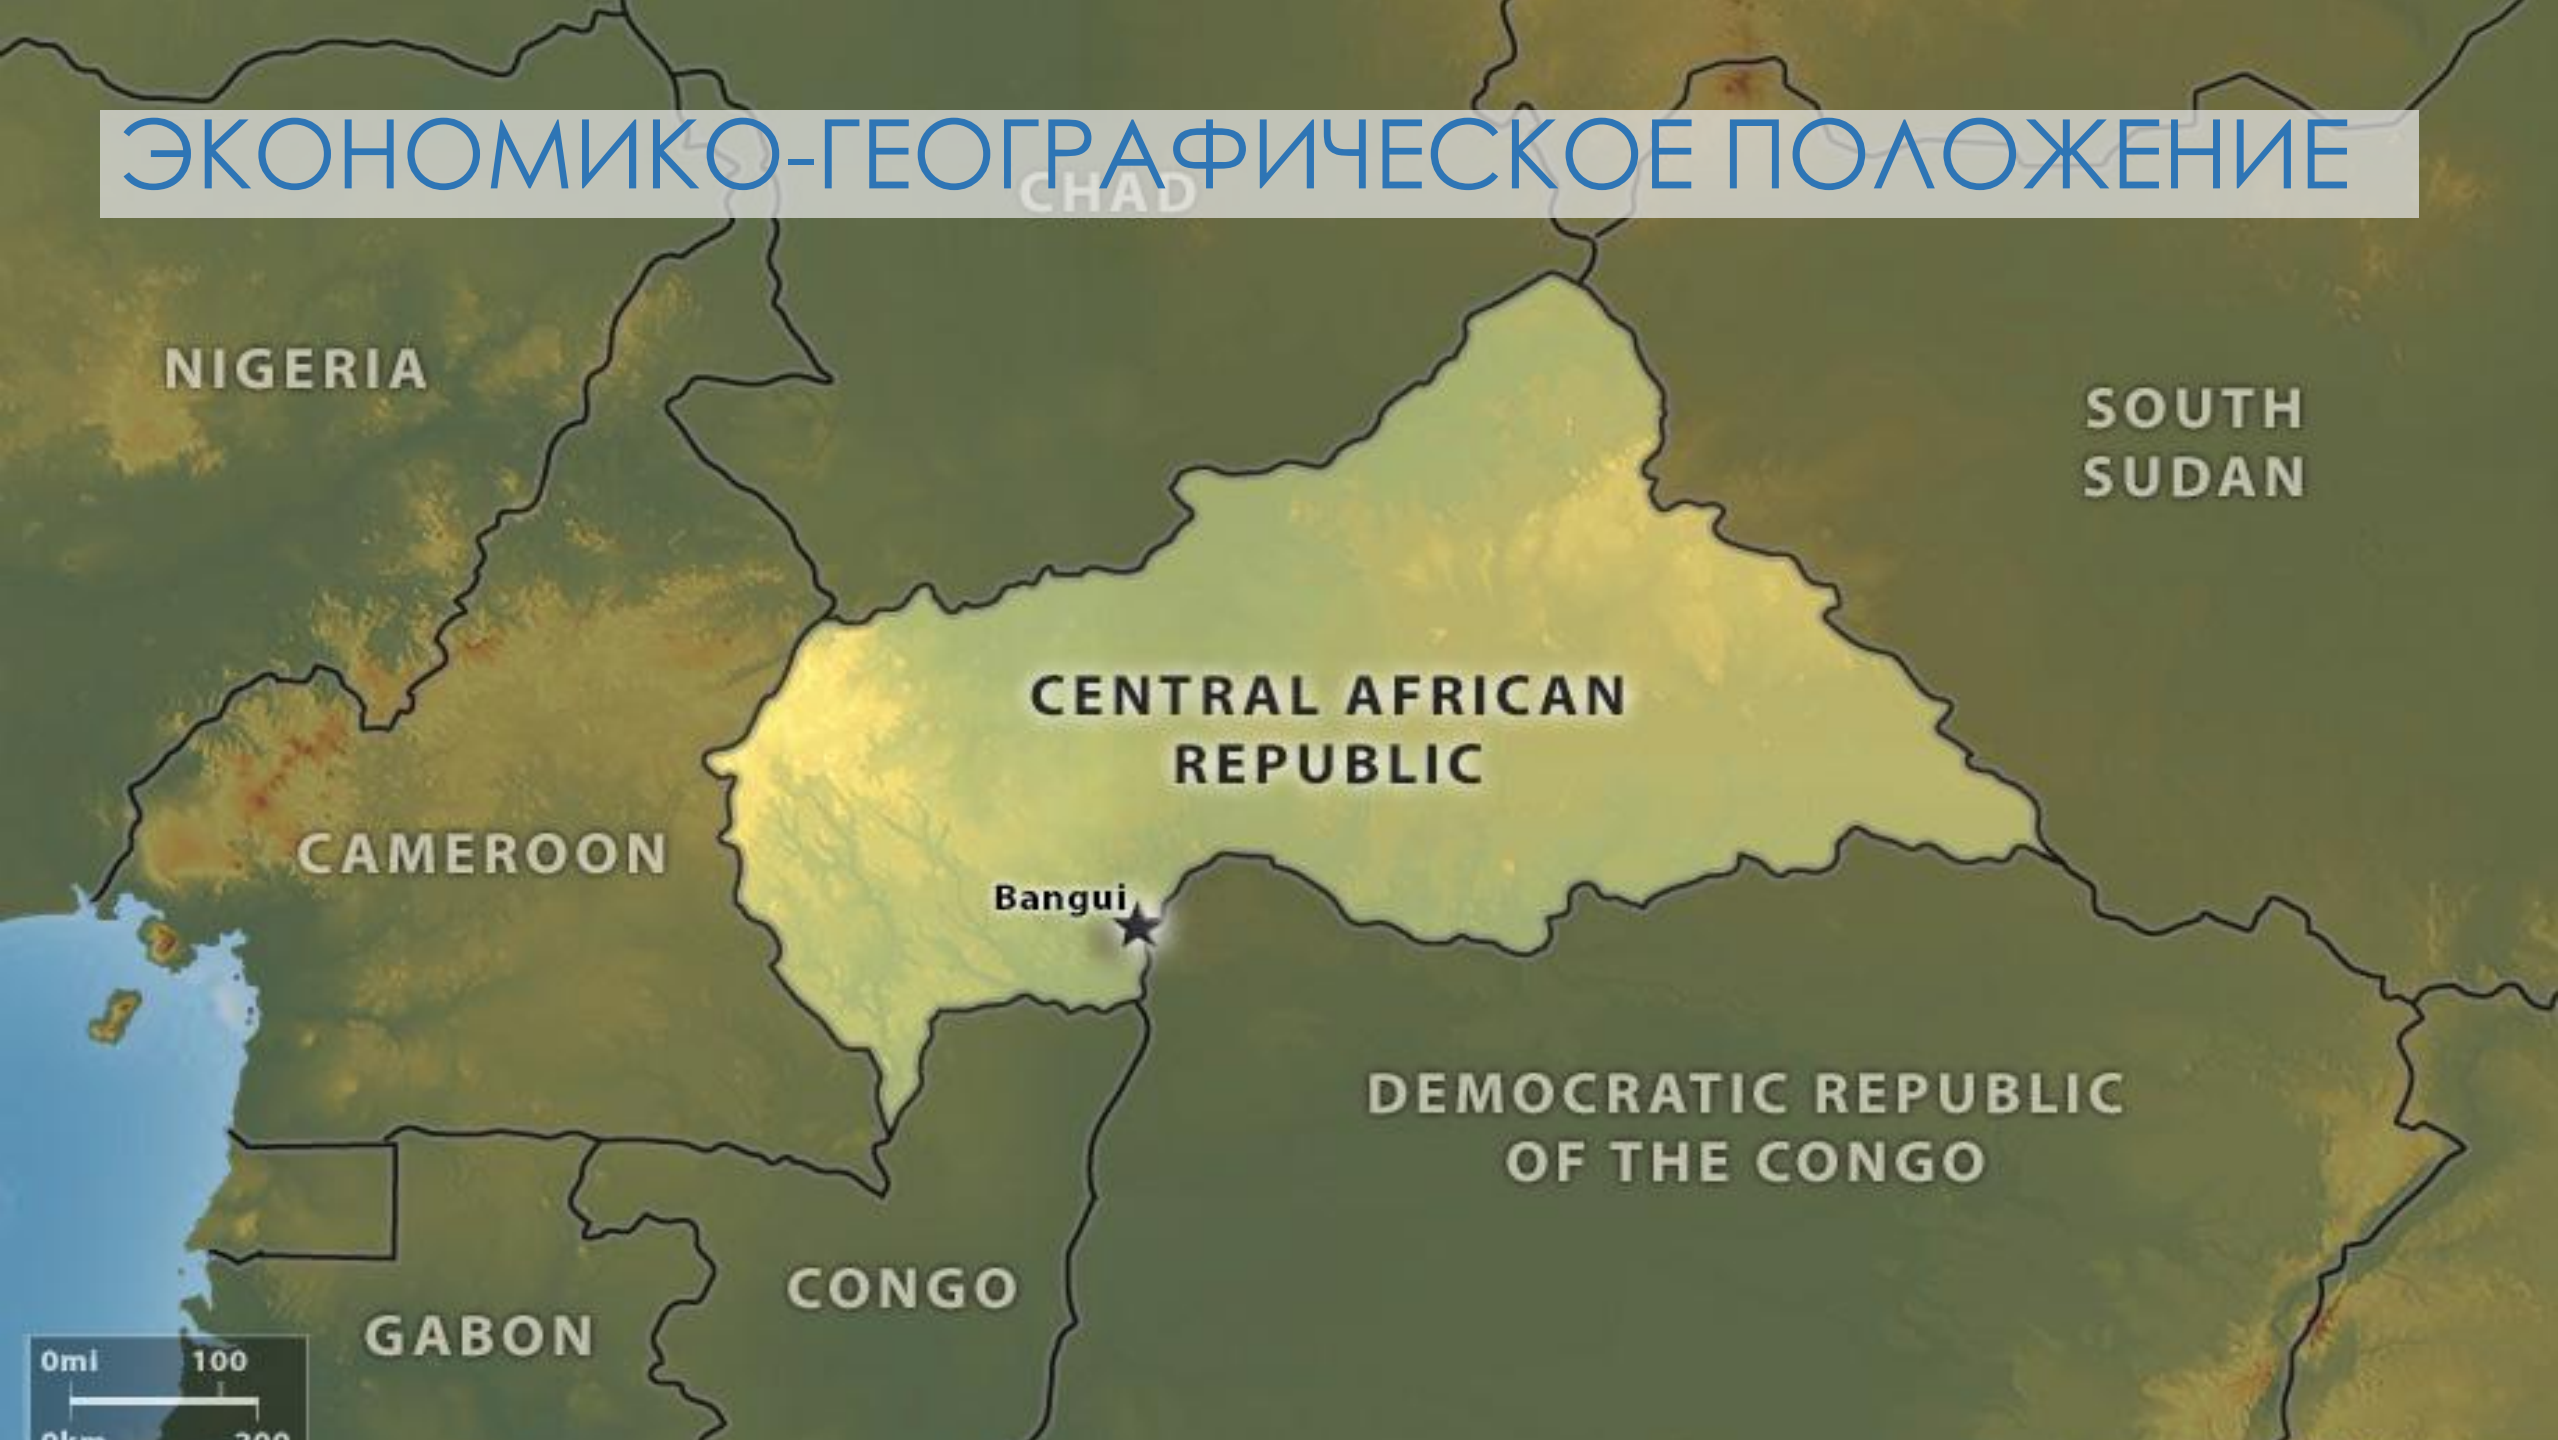 ЭКОНОМИКО-ГЕОГРАФИЧЕСКОЕ ПОЛОЖЕНИЕ
CHAD
NIGERIA
SOUTH
SUDAN
CENTRAL AFRICAN
REPUBLIC
CAMEROON
Bangui
DEMOCRATIC REPUBLIC
OF THE CONGO
CONGO
GABON
0mi 100